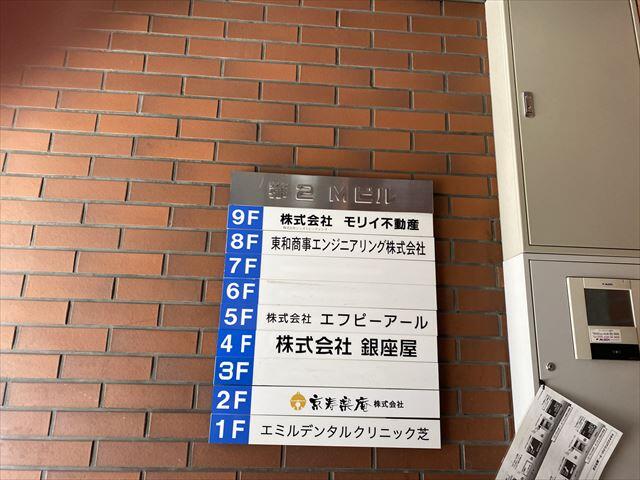 第2 Mビル
9F 株式会社 モリイ不動産
8F 東和商事エンジニアリング株式会社
7F
6F
5F 株式会社 エフピーアール
4F 株式会社 銀座屋
3F
2F 京寿薬庵 株式会社
1F エミルデンタルクリニック芝